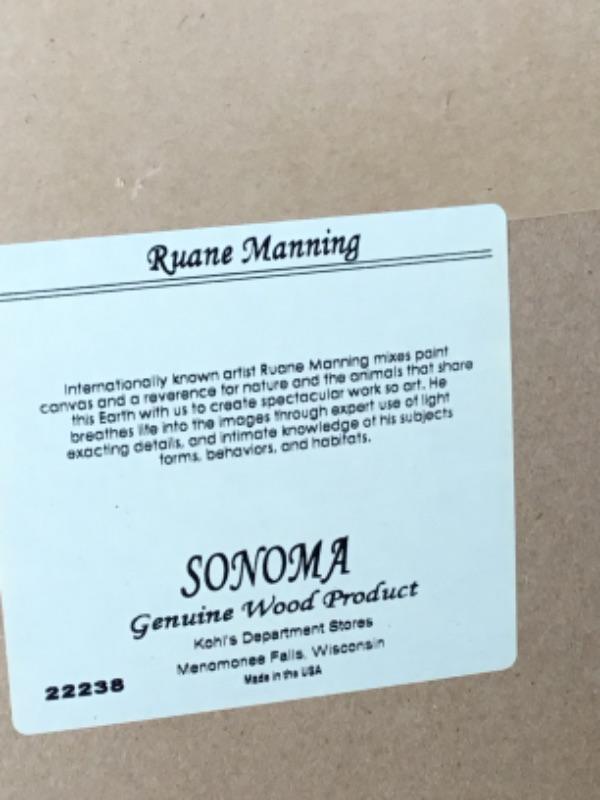 Ruane Manning
Internationally known artist Ruane Manning mixes paint
canvas and a reverence for nature and the animals that share
this Earth with us to create spectacular work so art. He
breathes life into the images through expert use of light
exacting details, and intimate knowledge of his subjects
forms, behaviors, and habitats.
SONOMA
Genuine Wood Product
Kohl's Department Stores
Menomonee Falls, Wisconsin
Made in the USA
22238